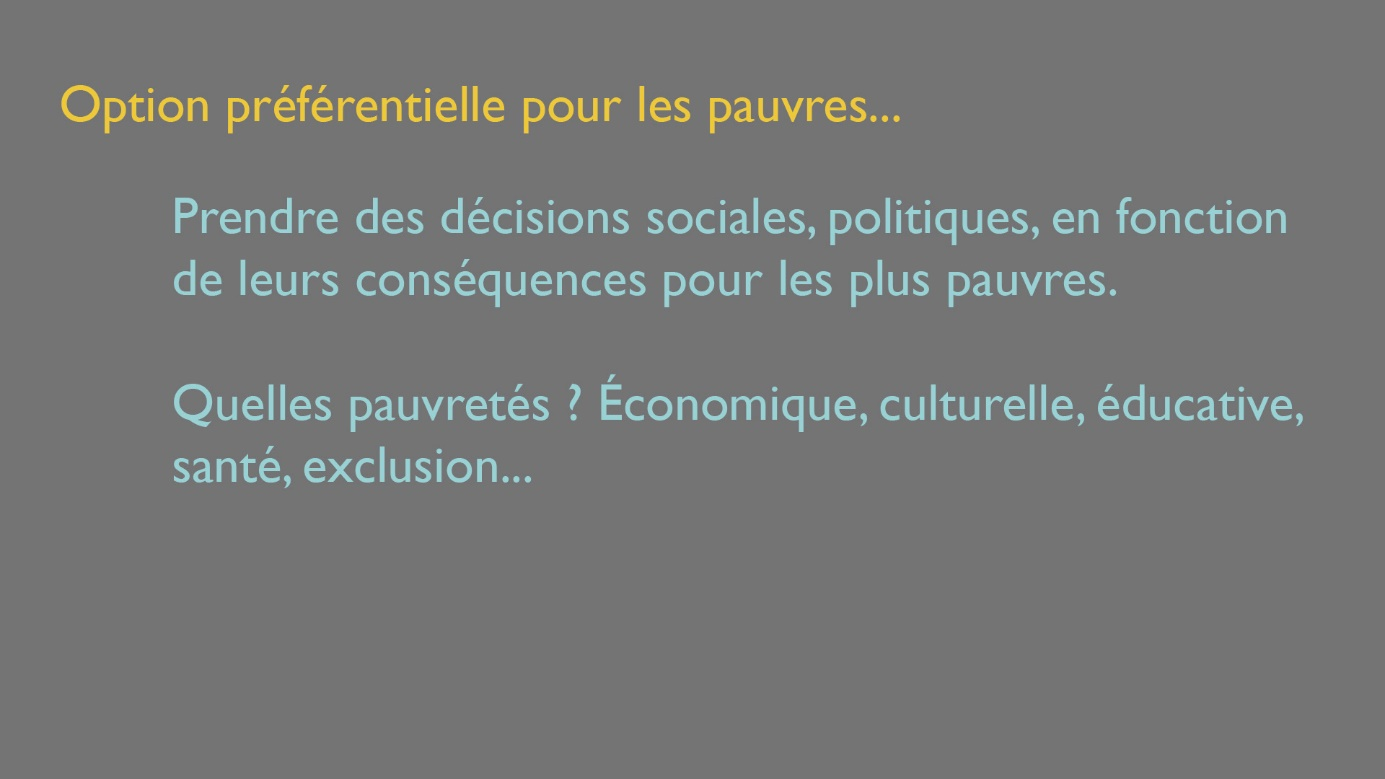 Option préférentielle pour les pauvres...
Prendre des décisions sociales, politiques, en fonction
de leurs conséquences pour les plus pauvres.
Quelles pauvretés ? Économique, culturelle, éducative,
santé, exclusion...